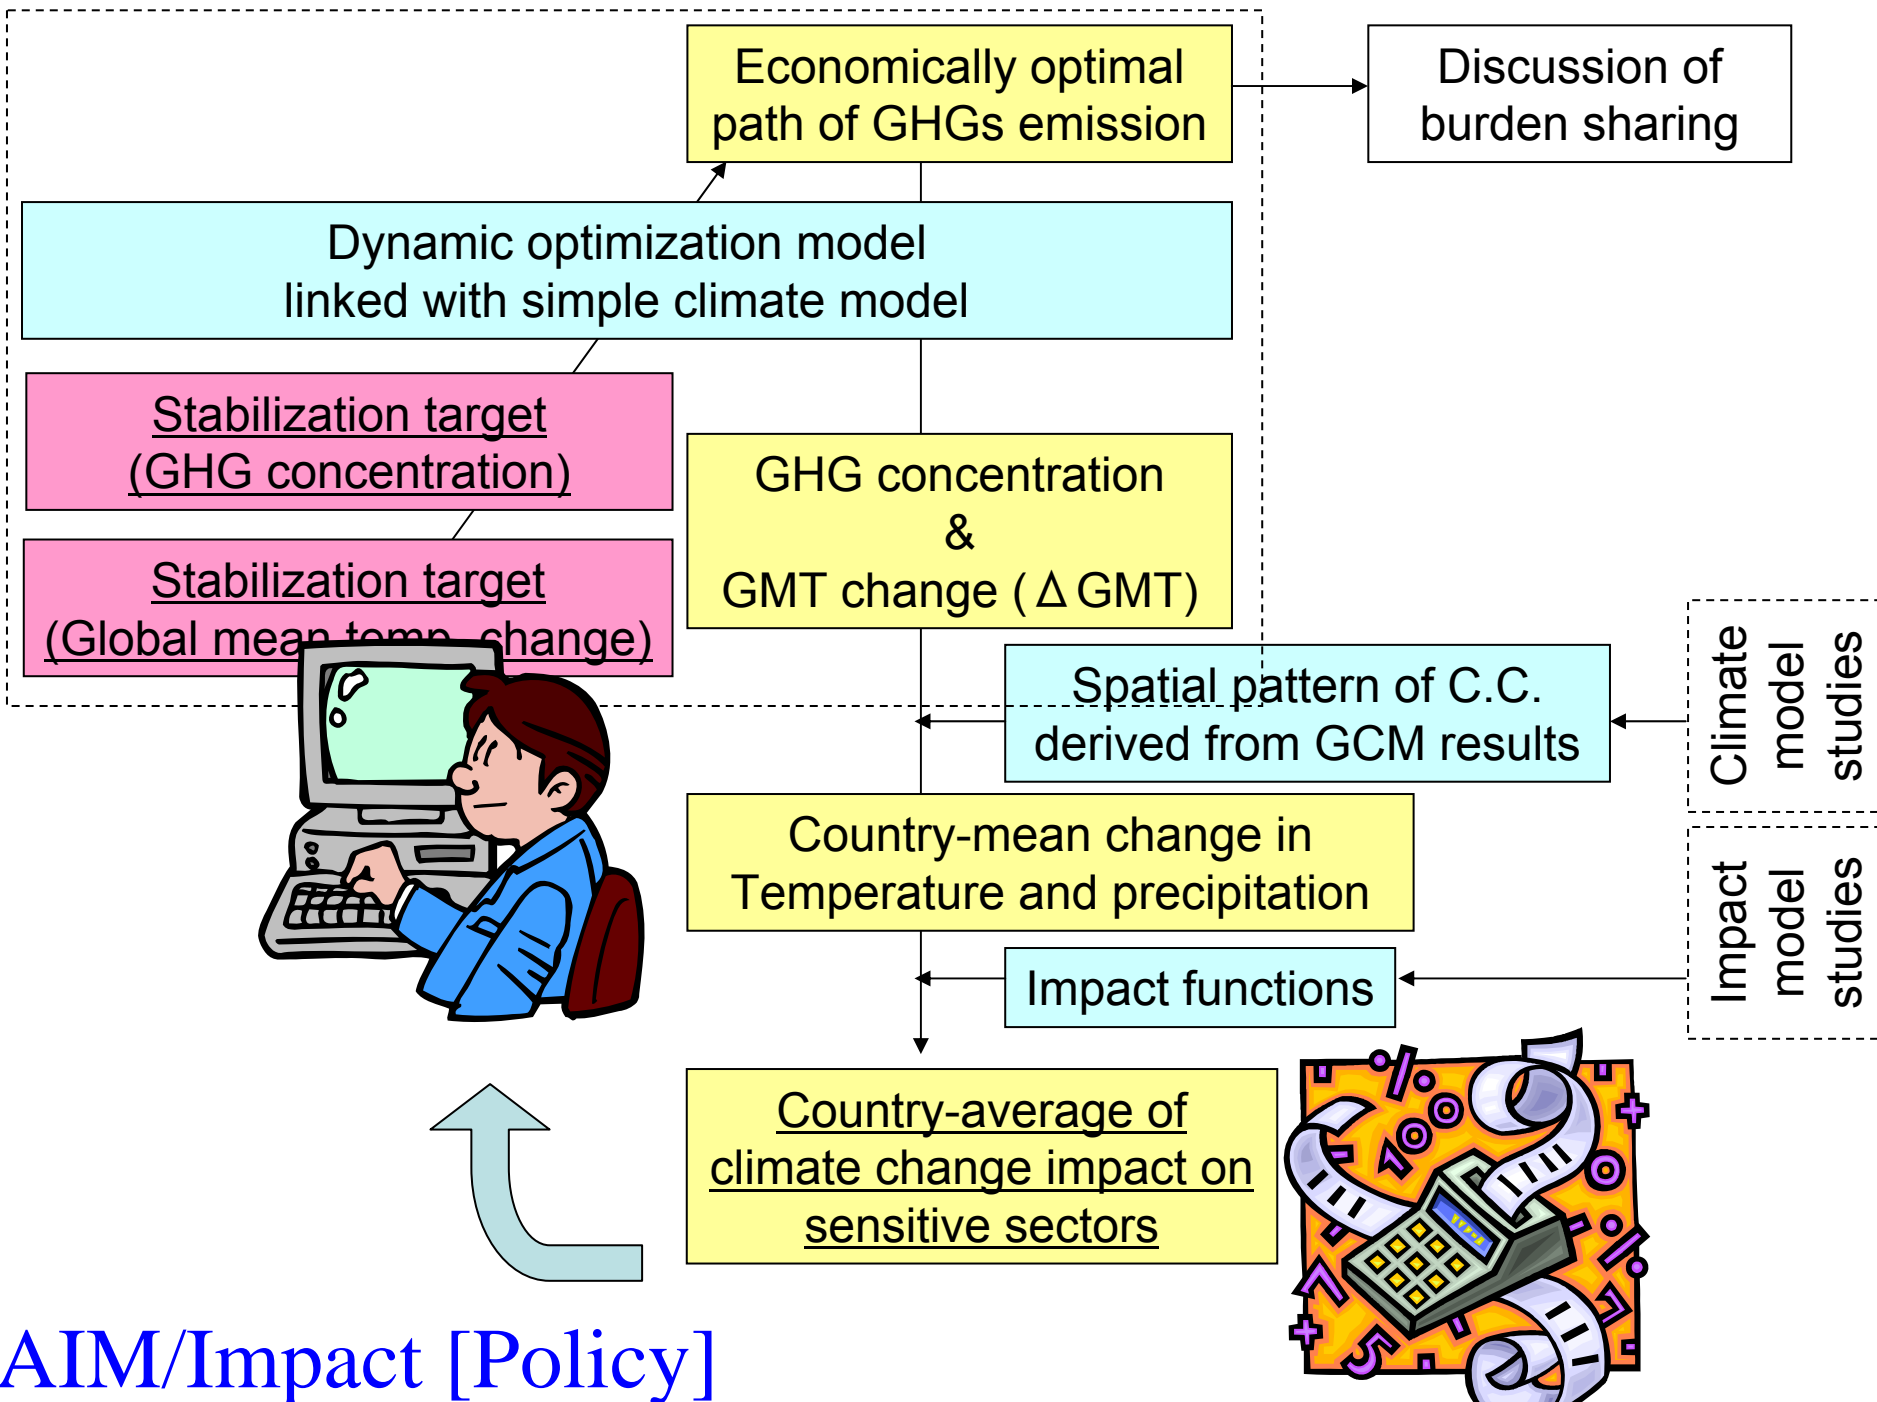 Economically optimal
path of GHGs emission
Discussion of
burden sharing
Dynamic optimization model
linked with simple climate model
Stabilization target
(GHG concentration)
GHG concentration
&
GMT change (Δ GMT)
Stabilization target
(Global mean temp. change)
Spatial pattern of C.C.
derived from GCM results
Climate
model
studies
Country-mean change in
Temperature and precipitation
Impact functions
Impact
model
studies
Country-average of
climate change impact on
sensitive sectors
AIM/Impact [Policy]